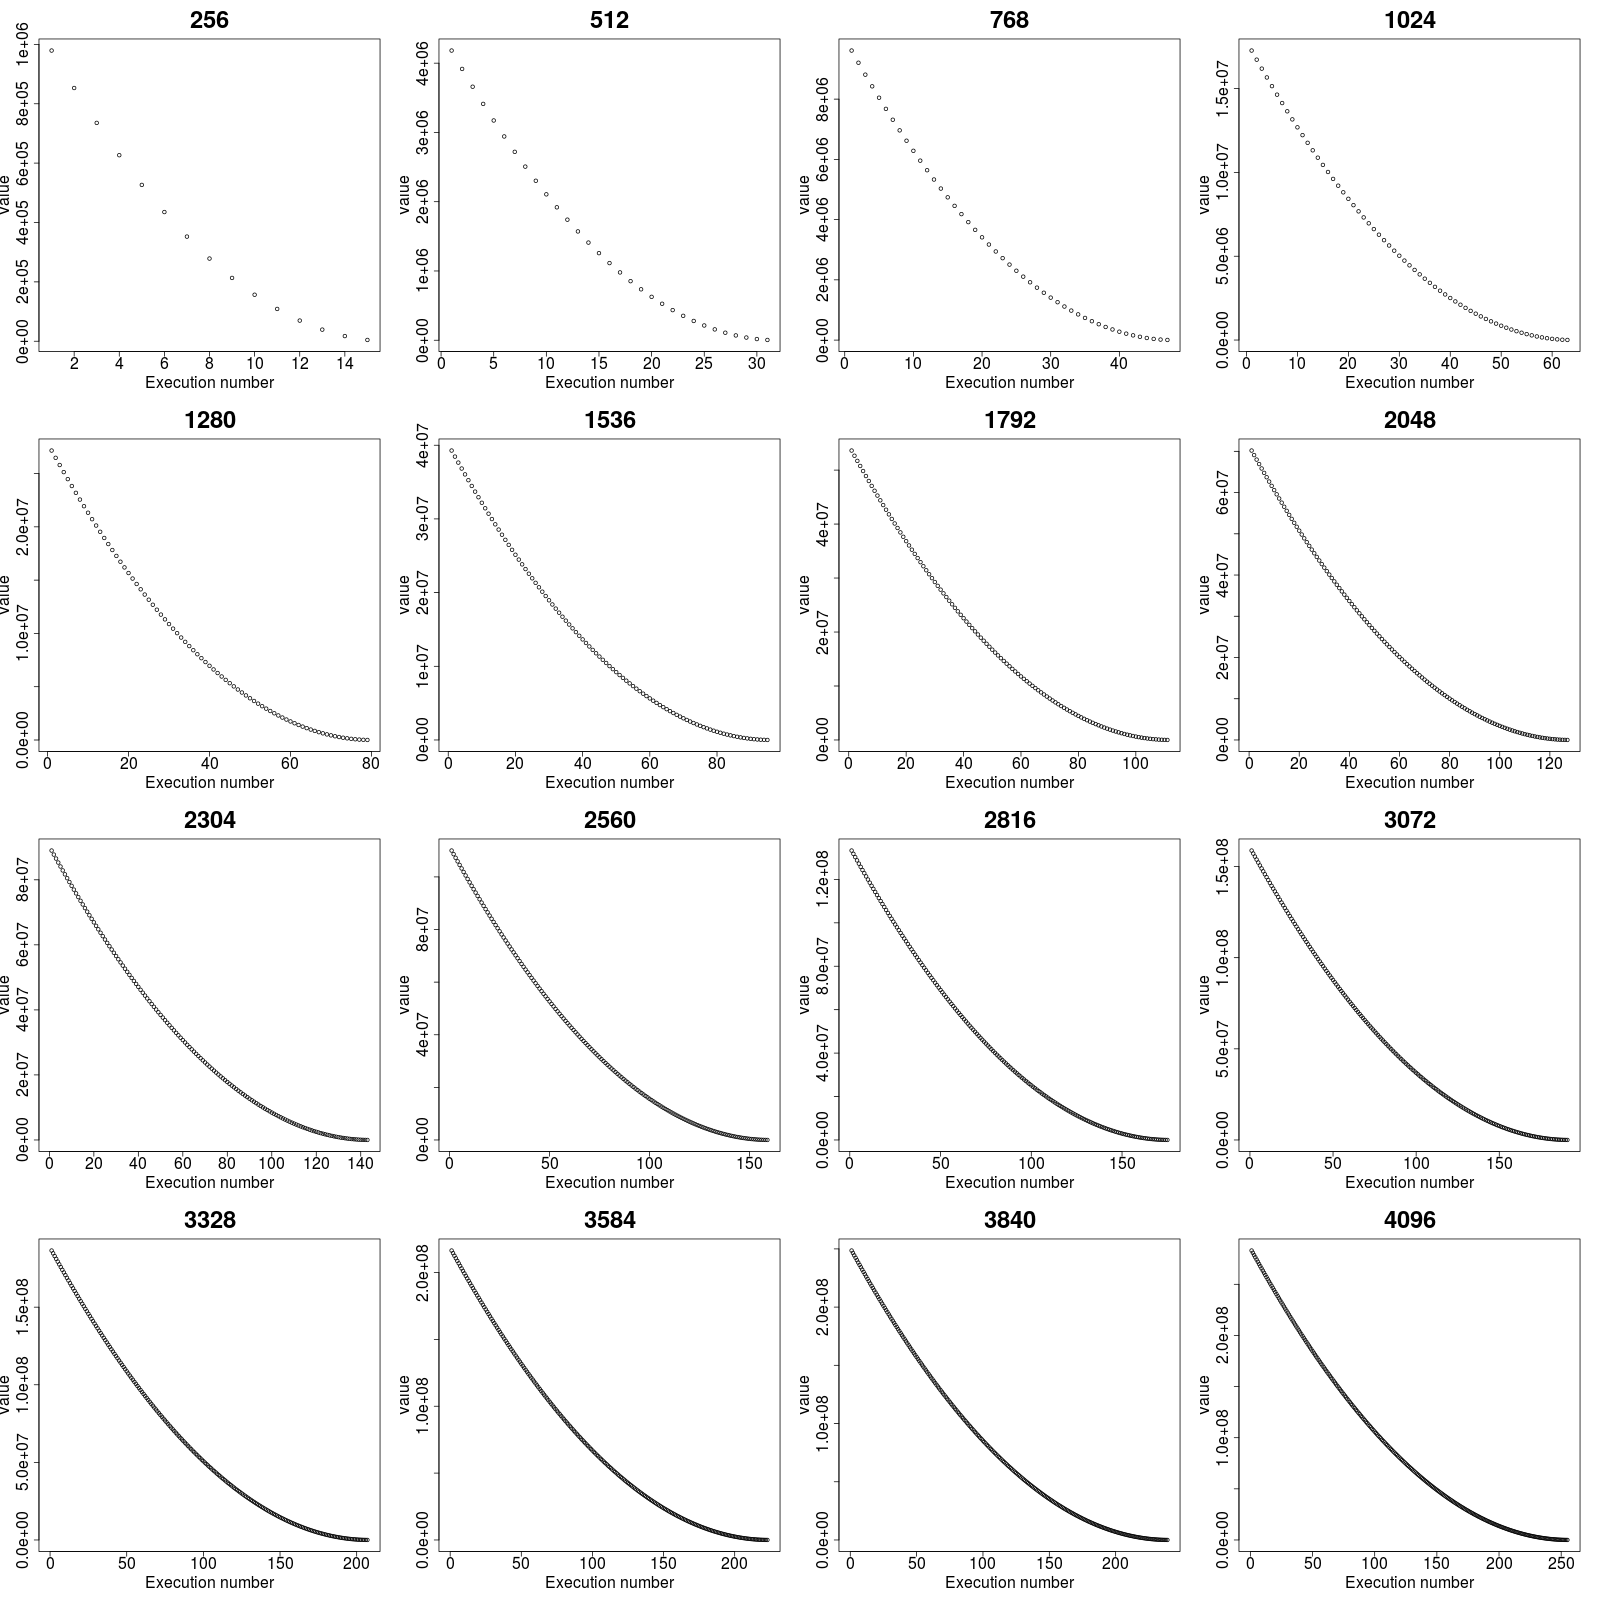 256
value
0e+00 2e+05 4e+05 6e+05 8e+05 1e+06
2 4 6 8 10 12 14
Execution number
512
value
0e+00 1e+06 2e+06 3e+06 4e+06
0 5 10 15 20 25 30
Execution number
768
value
0e+00 2e+06 4e+06 6e+06 8e+06
0 10 20 30 40
Execution number
1024
value
0.0e+00 5.0e+06 1.0e+07 1.5e+07
0 10 20 30 40 50 60
Execution number
1280
value
0.0e+00 1.0e+07 2.0e+07
0 20 40 60 80
Execution number
1536
value
0e+00 1e+07 2e+07 3e+07 4e+07
0 20 40 60 80
Execution number
1792
value
0e+00 2e+07 4e+07
0 20 40 60 80 100
Execution number
2048
value
0e+00 2e+07 4e+07 6e+07
0 20 40 60 80 100 120
Execution number
2304
value
0e+00 2e+07 4e+07 6e+07 8e+07
0 20 40 60 80 100 120 140
Execution number
2560
value
0e+00 4e+07 8e+07
0 50 100 150
Execution number
2816
value
0.0e+00 4.0e+07 8.0e+07 1.2e+08
0 50 100 150
Execution number
3072
value
0.0e+00 5.0e+07 1.0e+08 1.5e+08
0 50 100 150
Execution number
3328
value
0.0e+00 5.0e+07 1.0e+08 1.5e+08
0 50 100 150 200
Execution number
3584
value
0.0e+00 1.0e+08 2.0e+08
0 50 100 150 200
Execution number
3840
value
0.0e+00 1.0e+08 2.0e+08
0 50 100 150 200
Execution number
4096
value
0.0e+00 1.0e+08 2.0e+08
0 50 100 150 200 250
Execution number